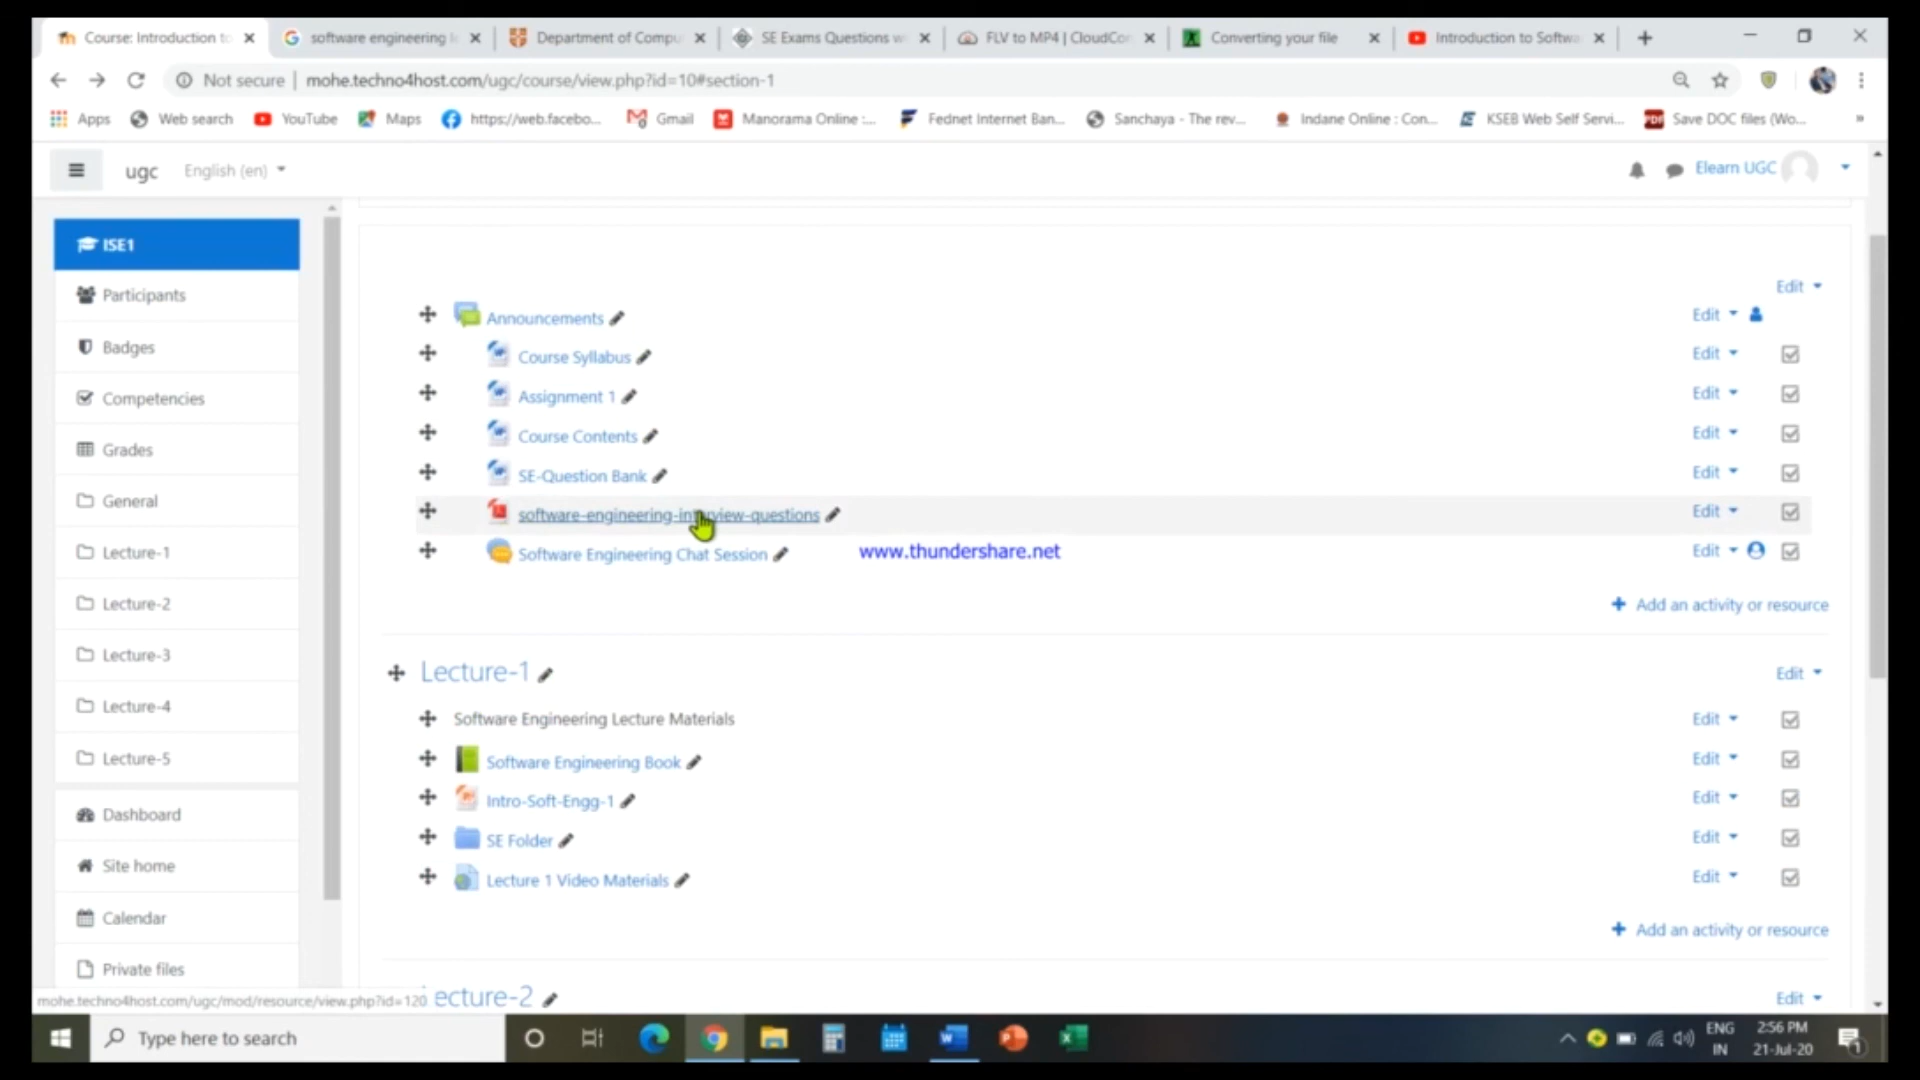 Course: Introduction to
software engineering l
Department of Compu
SE Exams Questions w
FLV to MP4 | CloudCon
Converting your file
Introduction to Softwa
Not secure | mohe.techno4host.com/ugc/course/view.php?id=10#section-1
Apps
Web search
YouTube
Maps
https://web.facebo...
Gmail
Manorama Online :...
Fednet Internet Ban...
Sanchaya - The rev...
Indane Online : Con...
KSEB Web Self Servi...
PDF
Save DOC files (Wo...
»
ugc
English (en)
Elearn UGC
ISE1
Participants
Badges
Competencies
Grades
General
Lecture-1
Lecture-2
Lecture-3
Lecture-4
Lecture-5
Dashboard
Site home
Calendar
Private files
Edit
Announcements
Edit
Course Syllabus
Edit
Assignment 1
Edit
Course Contents
Edit
SE-Question Bank
Edit
software-engineering-interview-questions
Edit
Software Engineering Chat Session
www.thundershare.net
Edit
Add an activity or resource
Lecture-1
Edit
Software Engineering Lecture Materials
Edit
Software Engineering Book
Edit
Intro-Soft-Engg-1
Edit
SE Folder
Edit
Lecture 1 Video Materials
Edit
Add an activity or resource
ecture-2
Edit
mohe.techno4host.com/ugc/mod/resource/view.php?id=120
Type here to search
ENG
IN
2:56 PM
21-Jul-20
1